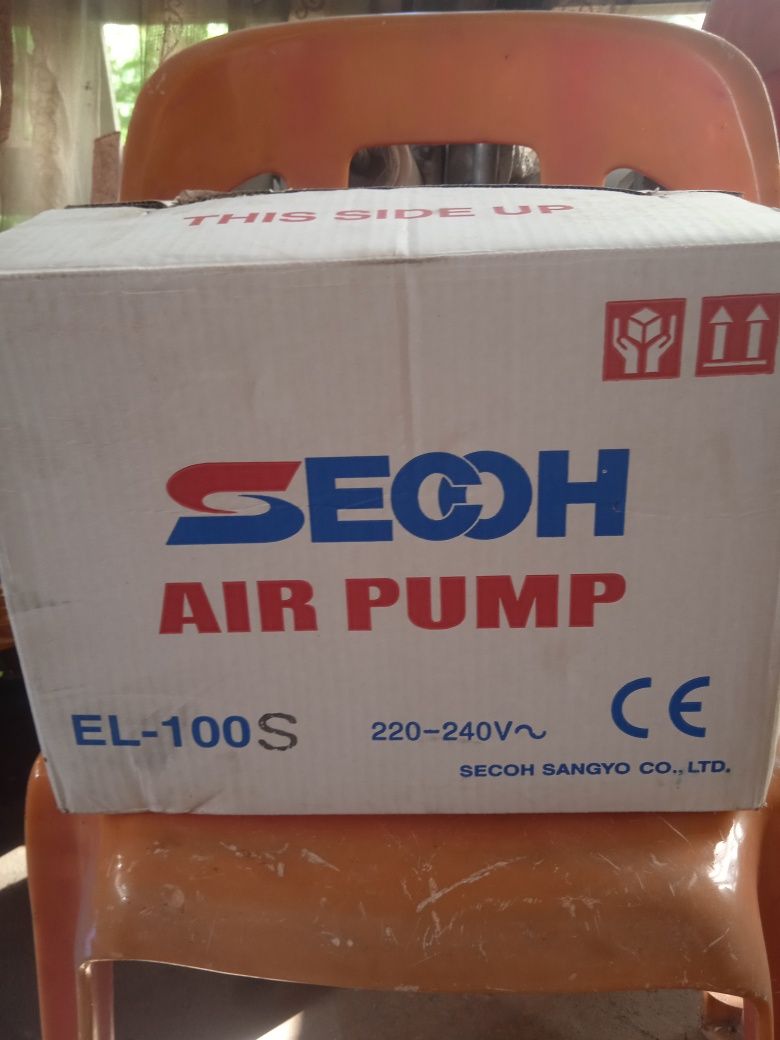 THIS SIDE UP
SECOH
AIR PUMP
EL-100S
220-240V~
CE
SECOH SANGYO CO.,LTD.